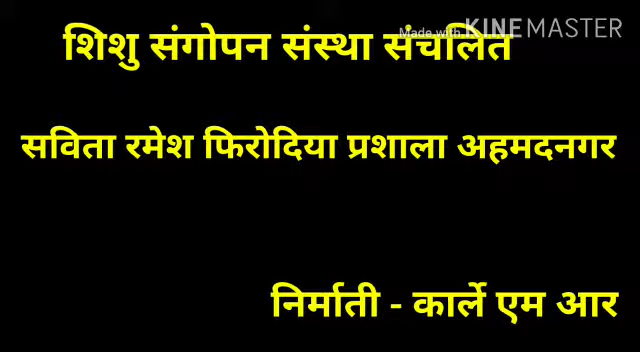 Made with KINEMASTER
शिशु संगोपन संस्था संचलित
सविता रमेश फिरोदिया प्रशाला अहमदनगर
निर्माती - कार्ले एम आर